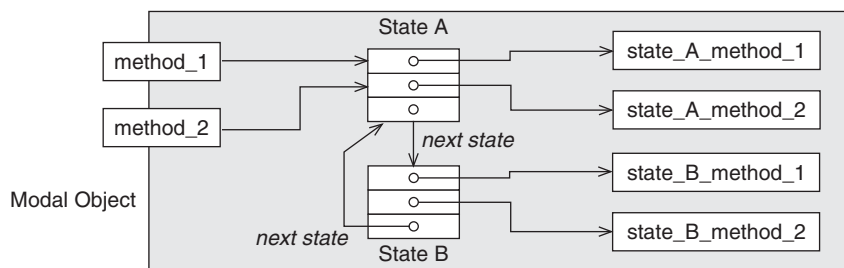 State A
method_1
state_A_method_1
method_2
state_A_method_2
next state
state_B_method_1
Modal Object
next state
state_B_method_2
State B